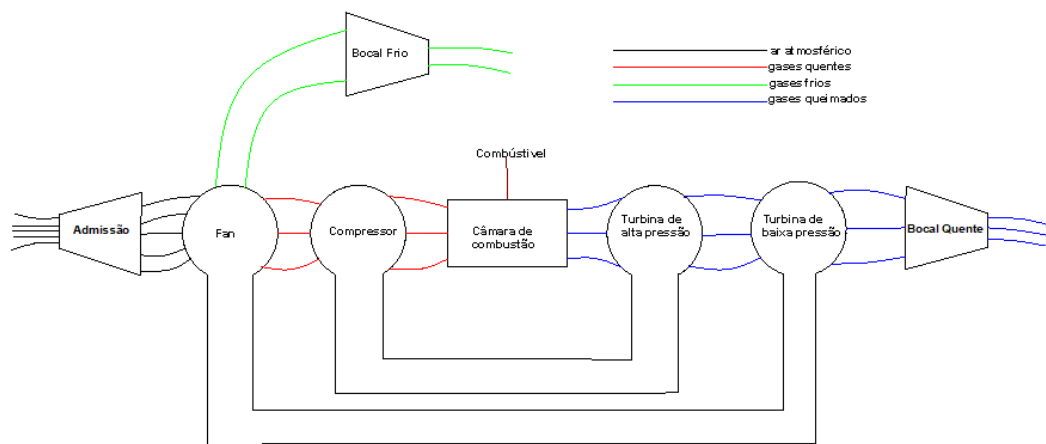 Bocal Frio
ar atmosférico
gases quentes
gases frios
gases queimados
Combústivel
Admissão
Fan
Compressor
Câmara de
combustão
Turbina de
alta pressão
Turbina de
baixa pressão
Bocal Quente